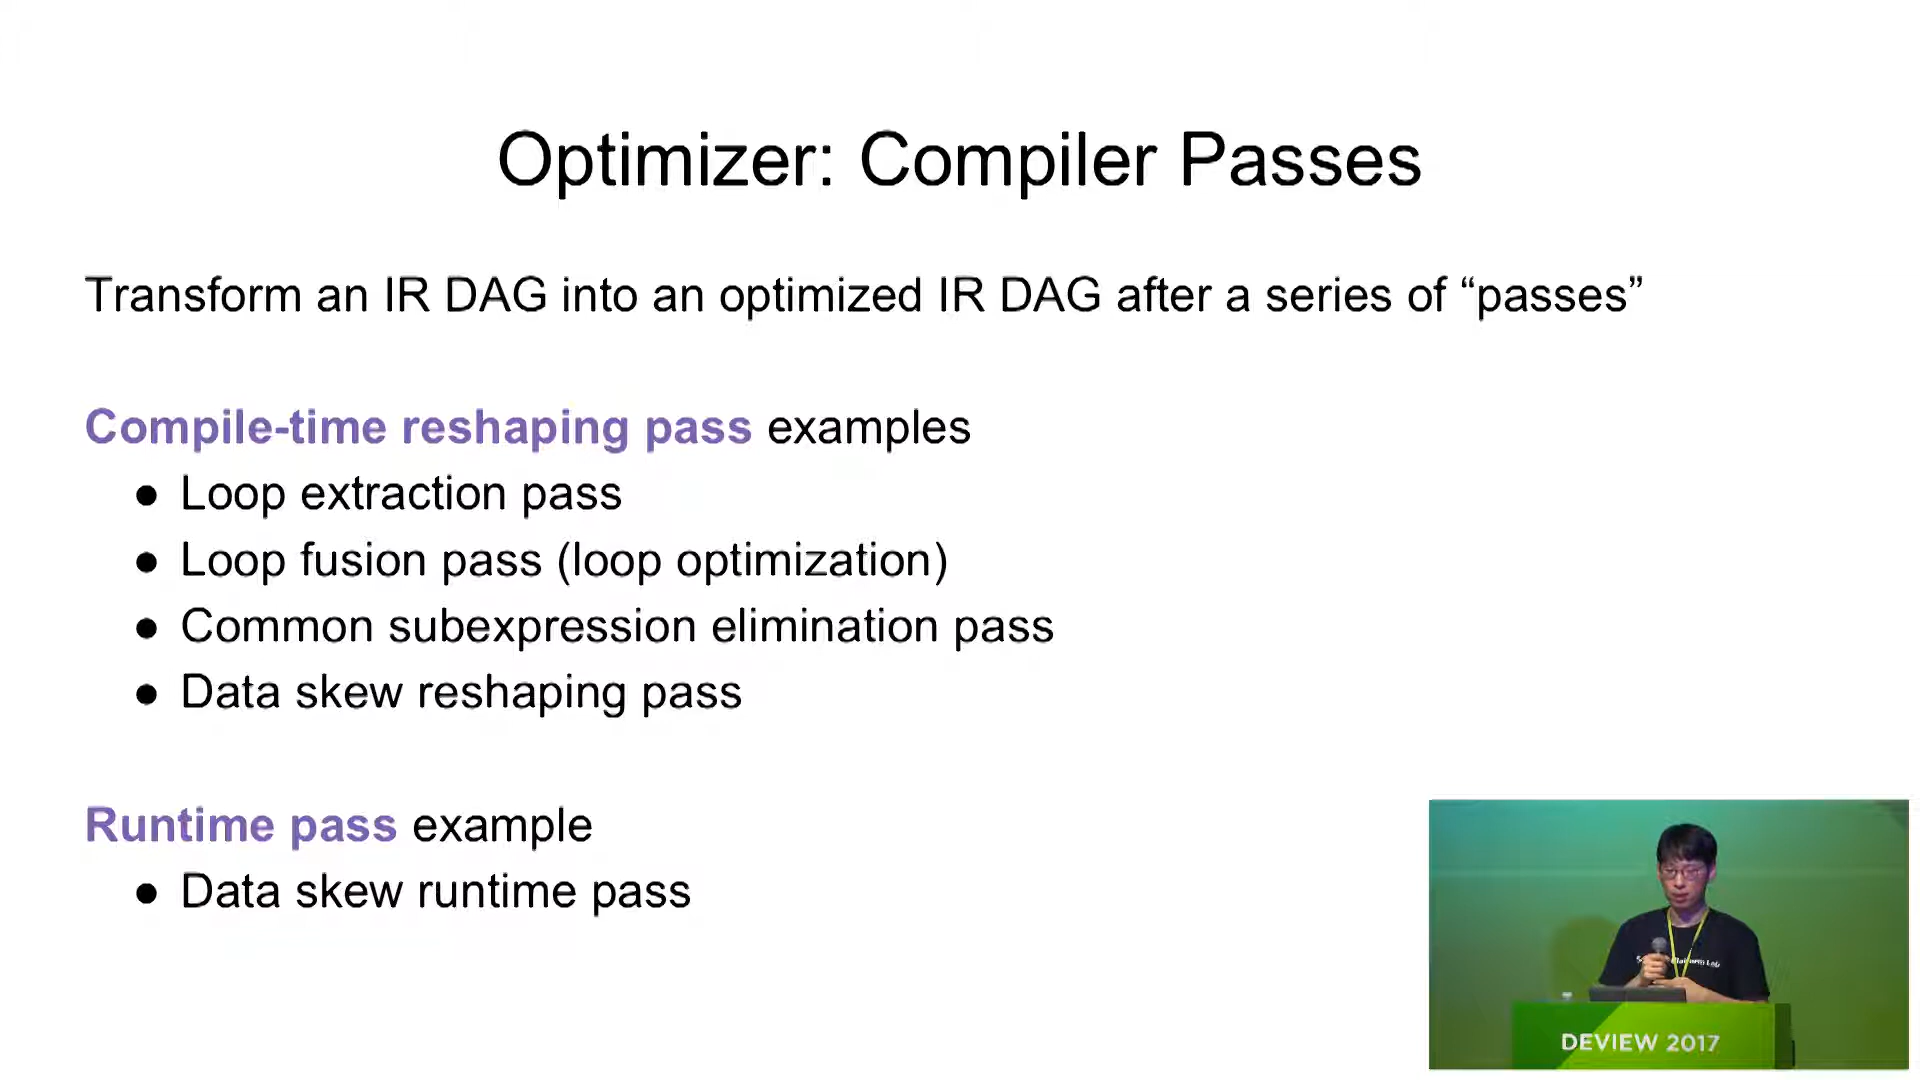 Optimizer: Compiler Passes
Transform an IR DAG into an optimized IR DAG after a series of “passes”
Compile-time reshaping pass examples
● Loop extraction pass
● Loop fusion pass (loop optimization)
● Common subexpression elimination pass
● Data skew reshaping pass
Runtime pass example
● Data skew runtime pass
DEVIEW 2017